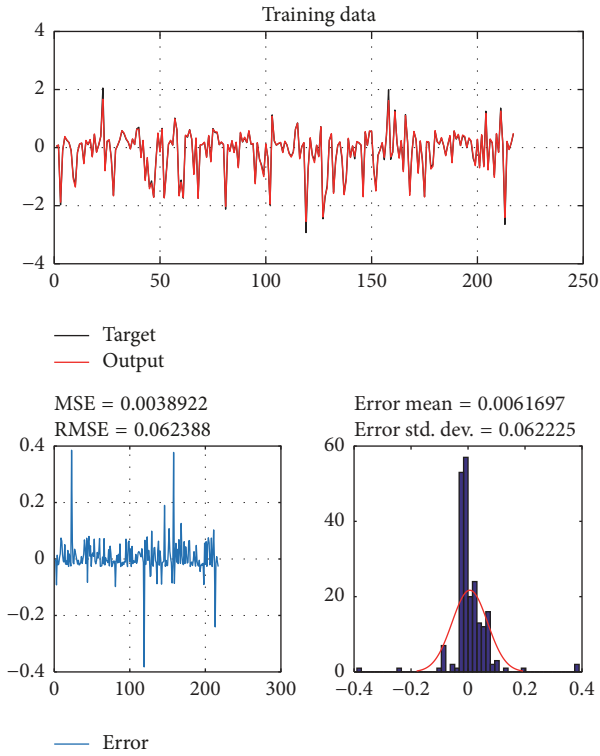 Training data
4
2
0
−2
−4
0 50 100 150 200 250
Target
Output
MSE = 0.0038922
RMSE = 0.062388
0.4
0.2
0
−0.2
−0.4
0 100 200 300
Error
Error mean = 0.0061697
Error std. dev. = 0.062225
60
40
20
0
−0.4 −0.2 0 0.2 0.4